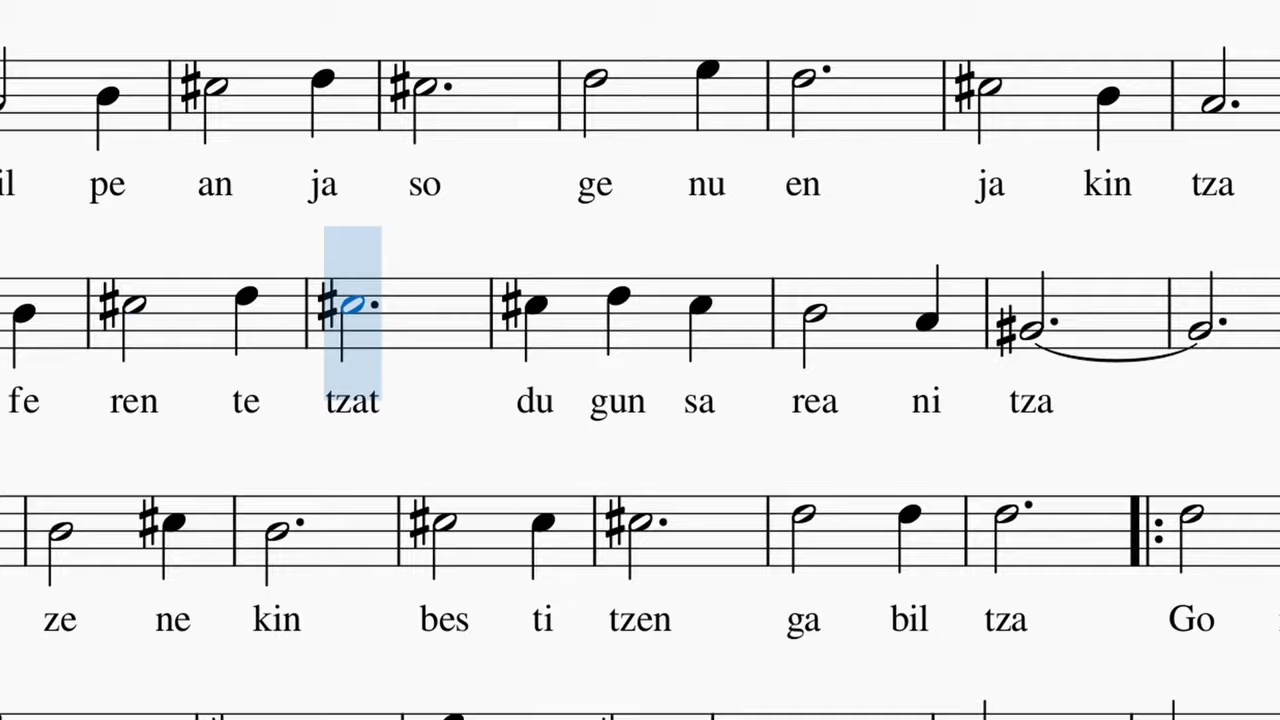 il pe an ja so ge nu en ja kin tza
fe ren te tzat du gun sa rea ni tza
ze ne kin bes ti tzen ga bil tza Go